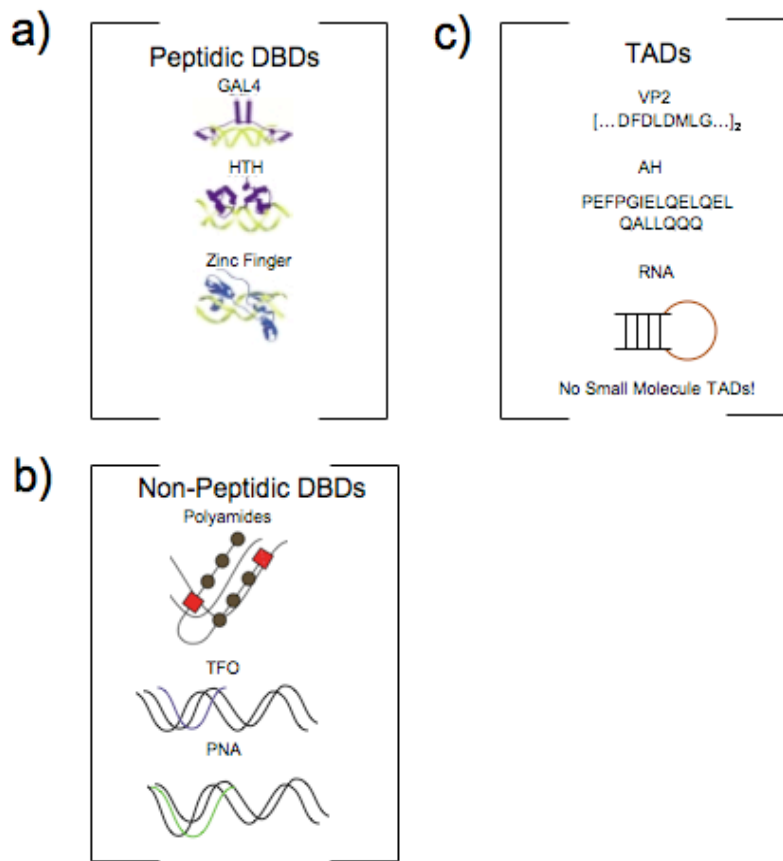 a)
Peptidic DBDs
GAL4
HTH
Zinc Finger
b)
Non-Peptidic DBDs
Polyamides
TFO
PNA
c)
TADs
VP2
[...DFDLDMLG...]₂
AH
PEFPGIELQELQEL
QALLQQQ
RNA
No Small Molecule TADs!